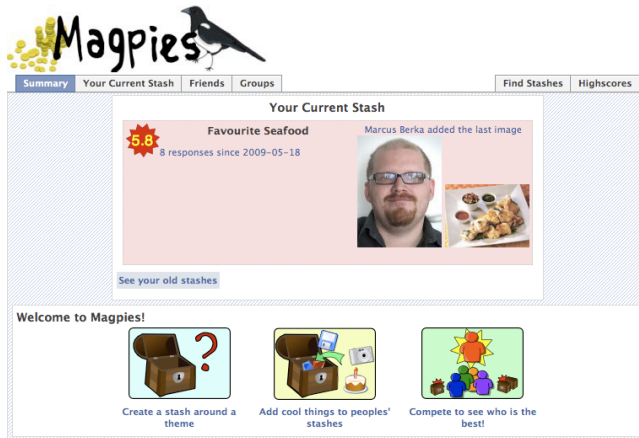 Magpies
Summary
Your Current Stash
Friends
Groups
Find Stashes
Highscores
Your Current Stash
5.8
Favourite Seafood
8 responses since 2009-05-18
Marcus Berka added the last image
See your old stashes
Welcome to Magpies!
?
Create a stash around a
theme
Add cool things to peoples'
stashes
Compete to see who is the
best!